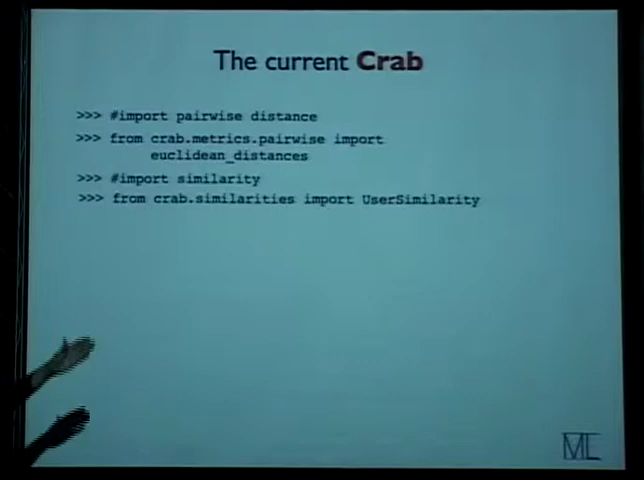 The current Crab
>>> #import pairwise distance
>>> from crab.metrics.pairwise import
euclidean_distances
>>> #import similarity
>>> from crab.similarities import UserSimilarity
ME